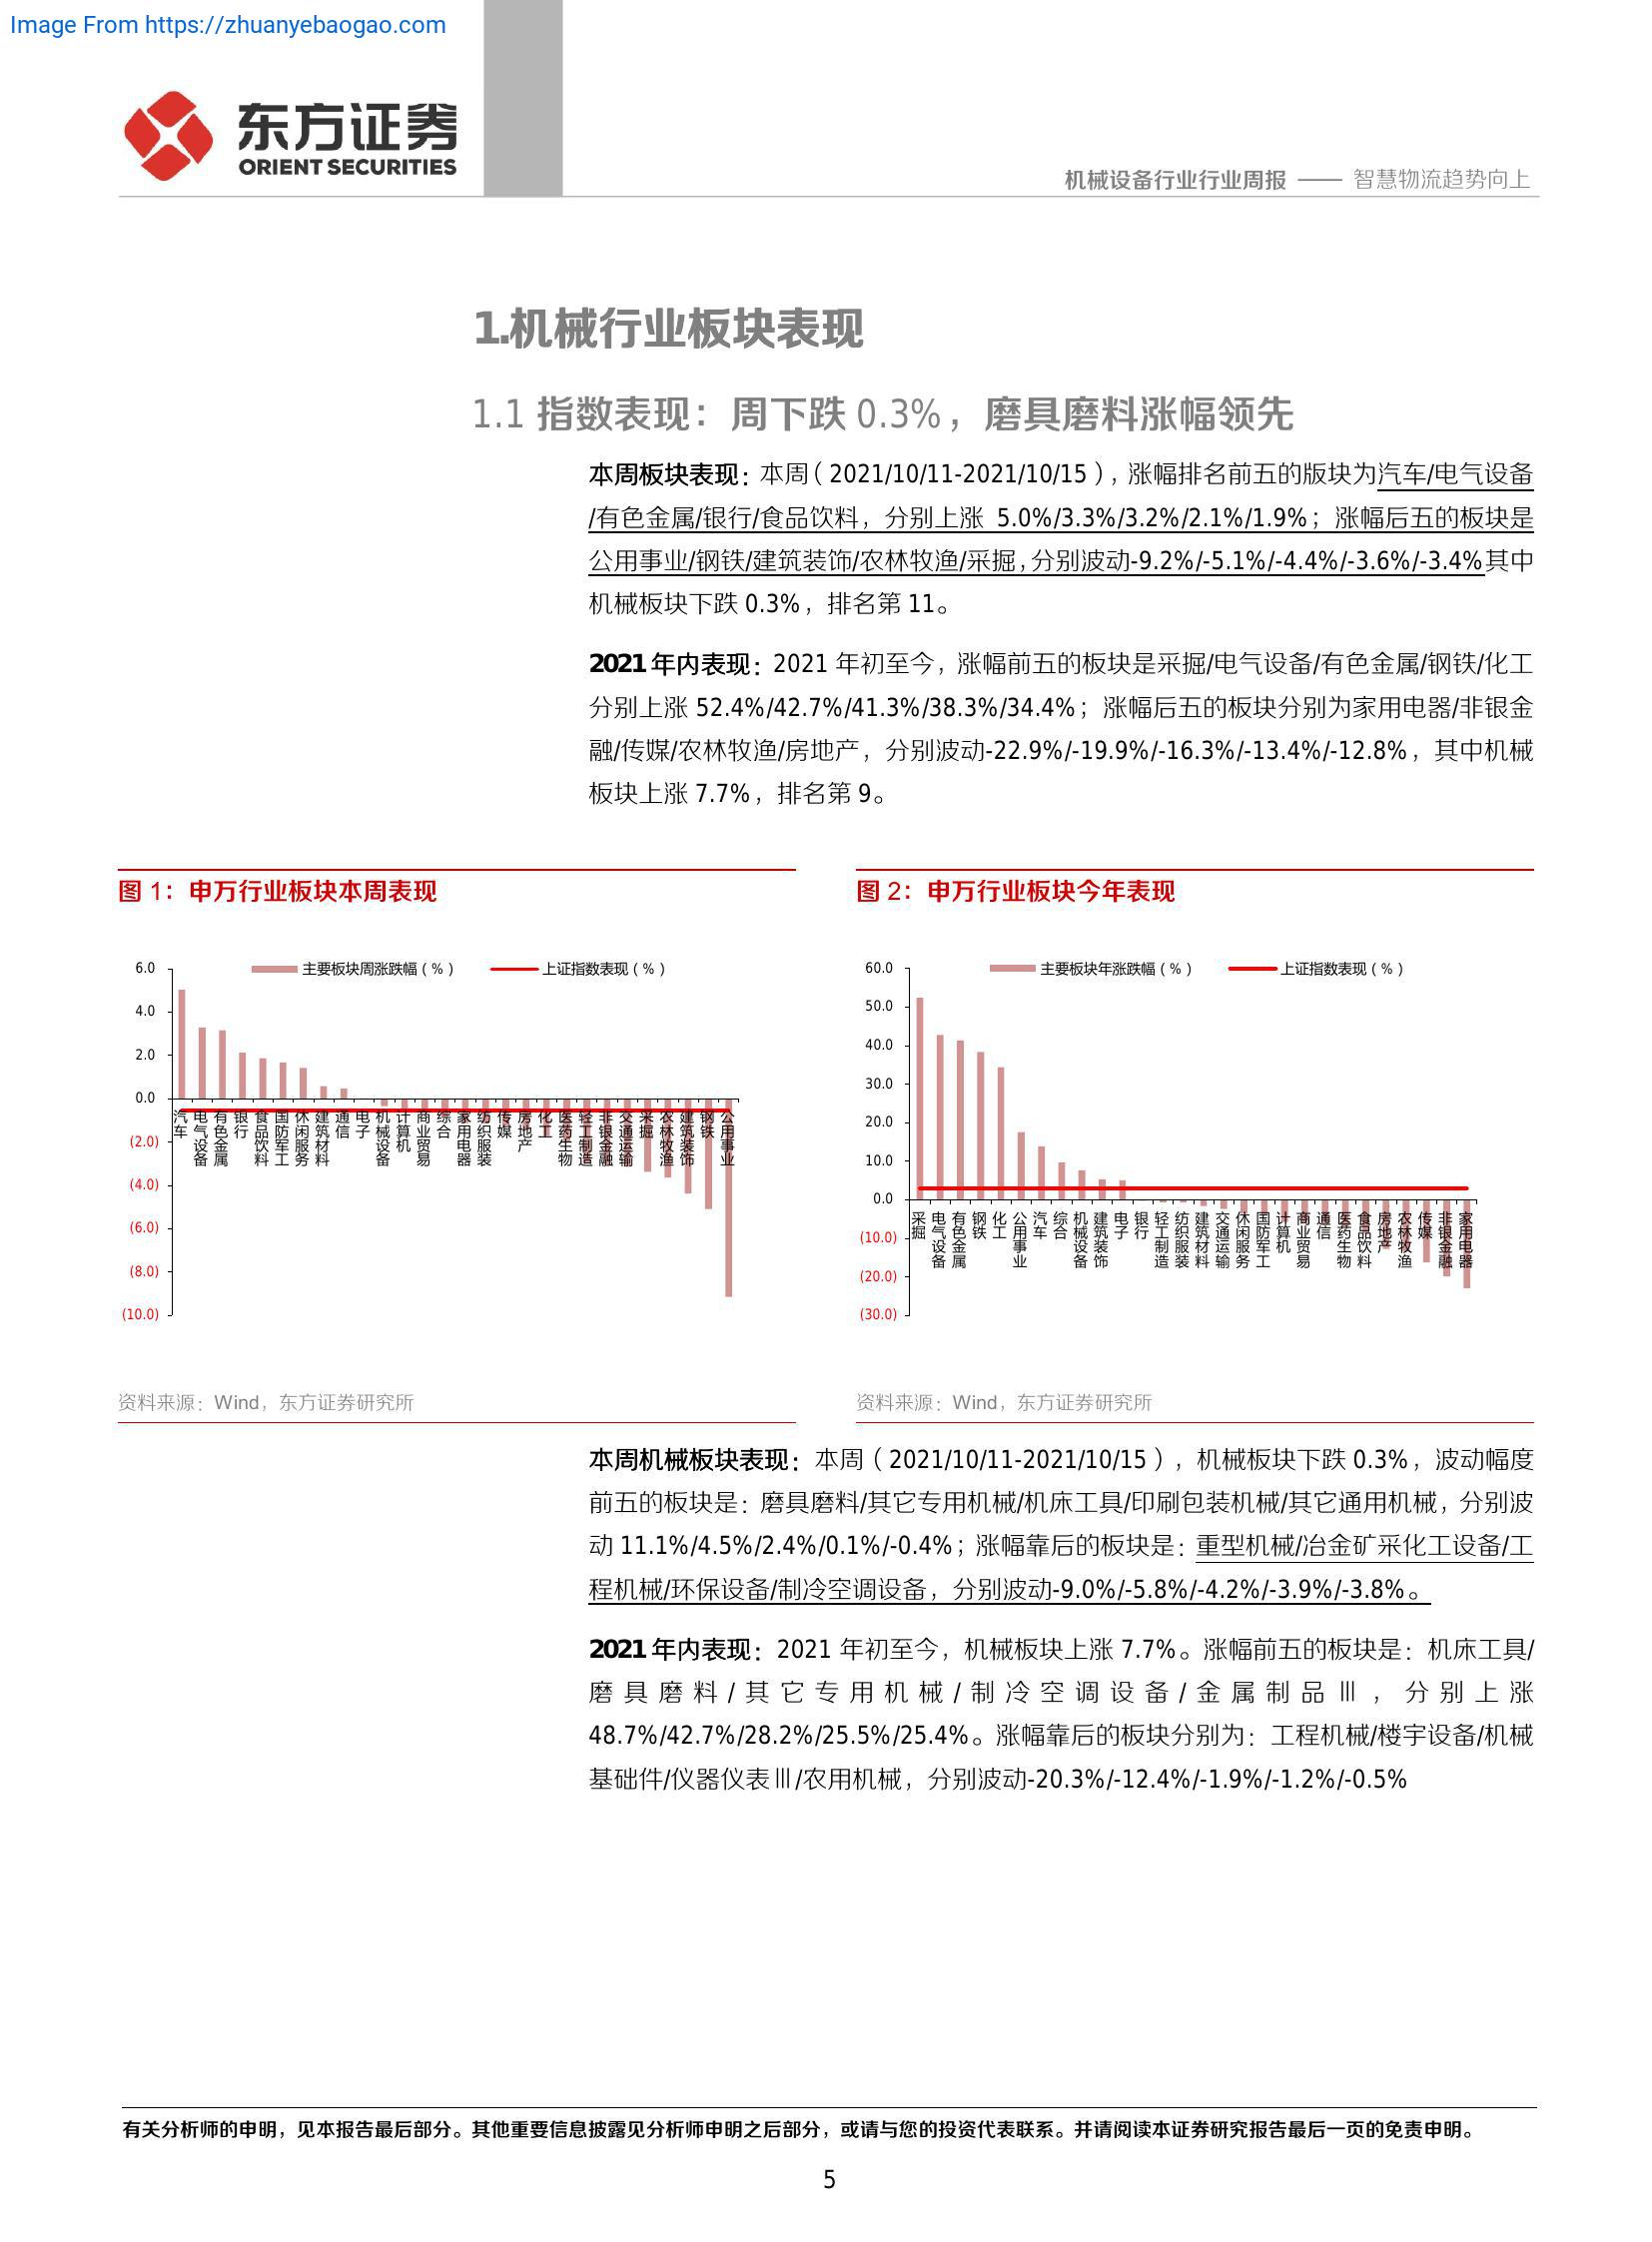 Image From https://zhuanyebaogao.com
东方证券
ORIENT SECURITIES
机械设备行业行业周报 —— 智慧物流趋势向上
1.机械行业板块表现
1.1 指数表现：周下跌 0.3%，磨具磨料涨幅领先
本周板块表现：本周（2021/10/11-2021/10/15），涨幅排名前五的版块为汽车/电气设备
/有色金属/银行/食品饮料，分别上涨 5.0%/3.3%/3.2%/2.1%/1.9%；涨幅后五的板块是
公用事业/钢铁/建筑装饰/农林牧渔/采掘，分别波动-9.2%/-5.1%/-4.4%/-3.6%/-3.4%其中
机械板块下跌 0.3%，排名第 11。
2021 年内表现：2021 年初至今，涨幅前五的板块是采掘/电气设备/有色金属/钢铁/化工
分别上涨 52.4%/42.7%/41.3%/38.3%/34.4%；涨幅后五的板块分别为家用电器/非银金
融/传媒/农林牧渔/房地产，分别波动-22.9%/-19.9%/-16.3%/-13.4%/-12.8%，其中机械
板块上涨 7.7%，排名第 9。
图 1：申万行业板块本周表现
主要板块周涨跌幅（%）
上证指数表现（%）
6.0
4.0
2.0
0.0
(2.0)
(4.0)
(6.0)
(8.0)
(10.0)
汽车
电气设备
有色金属
银行
食品饮料
国防军工
休闲服务
建筑材料
通信
电子
机械设备
计算机
商业贸易
综合
家用电器
纺织服装
传媒
房地产
化工
医药生物
轻工制造
非银金融
交通运输
采掘
农林牧渔
建筑装饰
钢铁
公用事业
资料来源：Wind，东方证券研究所
图 2：申万行业板块今年表现
主要板块年涨跌幅（%）
上证指数表现（%）
60.0
50.0
40.0
30.0
20.0
10.0
0.0
(10.0)
(20.0)
(30.0)
采掘
电气设备
有色金属
钢铁
化工
公用事业
汽车
综合
机械设备
建筑装饰
电子
银行
轻工制造
纺织服装
建筑材料
交通运输
休闲服务
国防军工
计算机
商业贸易
通信
医药生物
食品饮料
房地产
农林牧渔
传媒
非银金融
家用电器
资料来源：Wind，东方证券研究所
本周机械板块表现：本周（2021/10/11-2021/10/15），机械板块下跌 0.3%，波动幅度
前五的板块是：磨具磨料/其它专用机械/机床工具/印刷包装机械/其它通用机械，分别波
动 11.1%/4.5%/2.4%/0.1%/-0.4%；涨幅靠后的板块是：重型机械/冶金矿采化工设备/工
程机械/环保设备/制冷空调设备，分别波动-9.0%/-5.8%/-4.2%/-3.9%/-3.8%。
2021 年内表现：2021 年初至今，机械板块上涨 7.7%。涨幅前五的板块是：机床工具/
磨具磨料/其它专用机械/制冷空调设备/金属制品Ⅲ，分别上涨
48.7%/42.7%/28.2%/25.5%/25.4%。涨幅靠后的板块分别为：工程机械/楼宇设备/机械
基础件/仪器仪表Ⅲ/农用机械，分别波动-20.3%/-12.4%/-1.9%/-1.2%/-0.5%
有关分析师的申明，见本报告最后部分。其他重要信息披露见分析师申明之后部分，或请与您的投资代表联系。并请阅读本证券研究报告最后一页的免责申明。
5